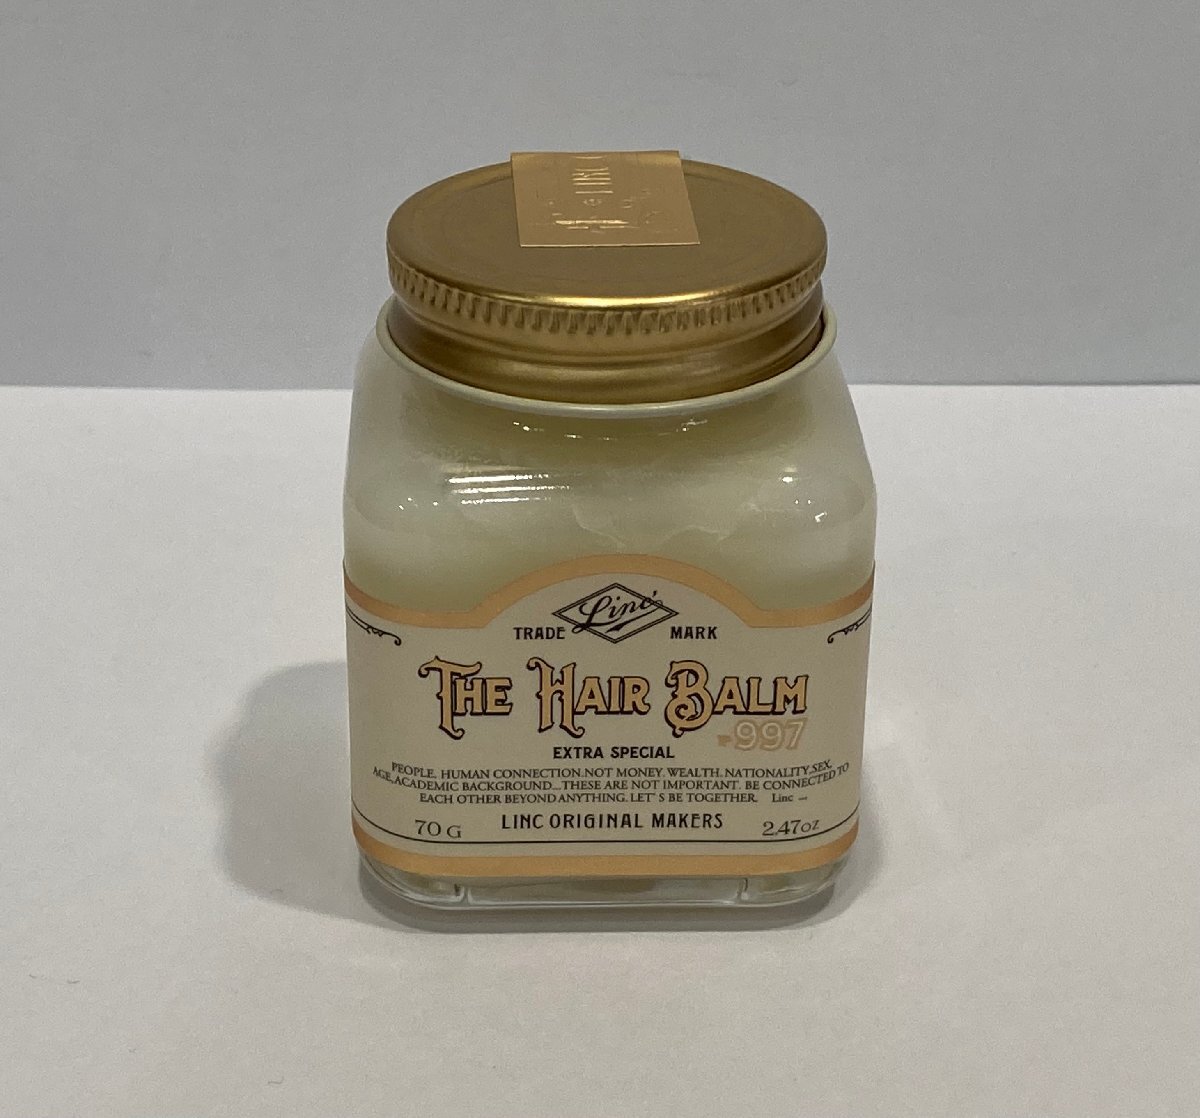 LINC
Linc'
TRADE MARK
THE HAIR BALM
-997
EXTRA SPECIAL
PEOPLE. HUMAN CONNECTION.NOT MONEY. WEALTH. NATIONALITY.SEX.
AGE.ACADEMIC BACKGROUND...THESE ARE NOT IMPORTANT. BE CONNECTED TO
EACH OTHER BEYOND ANYTHING. LET'S BE TOGETHER. Linc
LINC ORIGINAL MAKERS
70 G 2.47oz